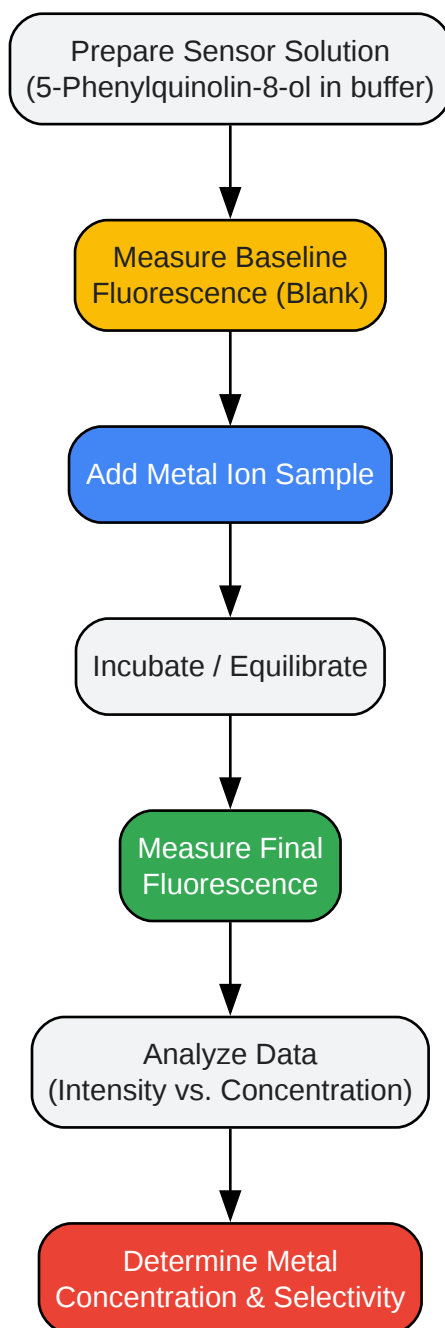 Prepare Sensor Solution
(5-Phenylquinolin-8-ol in buffer)
Measure Baseline
Fluorescence (Blank)
Add Metal Ion Sample
Incubate / Equilibrate
Measure Final
Fluorescence
Analyze Data
(Intensity vs. Concentration)
Determine Metal
Concentration & Selectivity